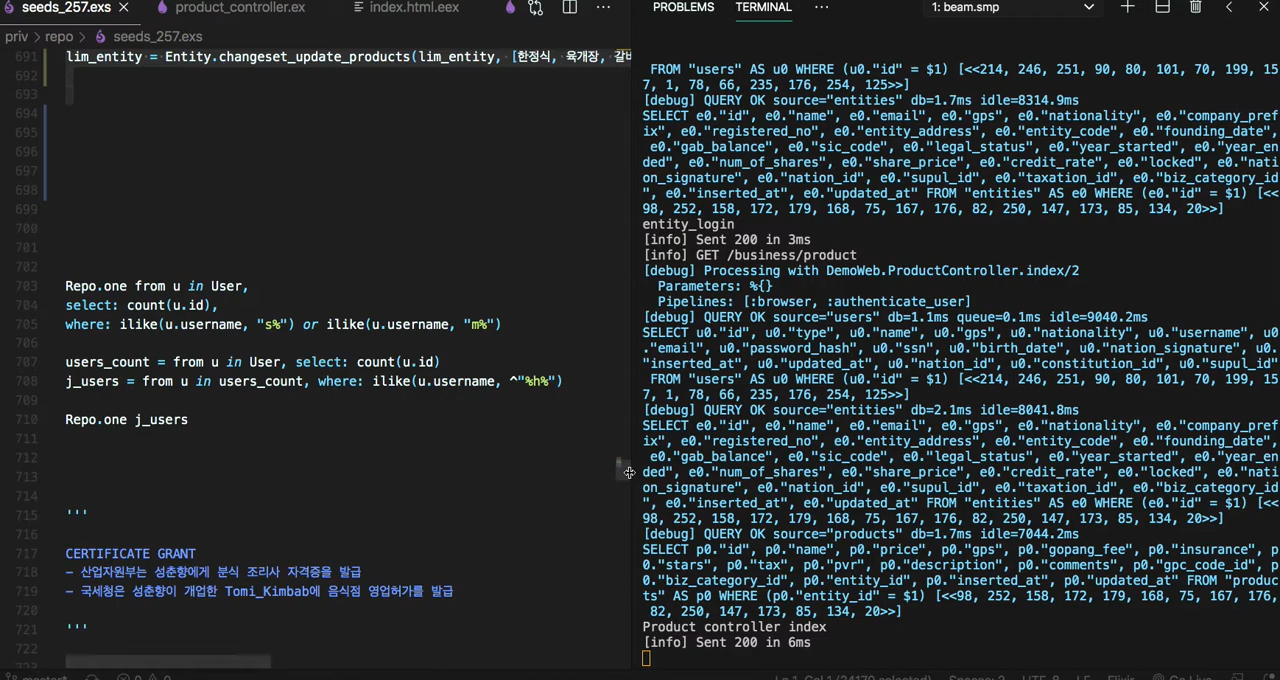 seeds_257.exs
product_controller.ex
index.html.eex
PROBLEMS
TERMINAL
1: beam.smp
priv > repo > seeds_257.exs
691 lim_entity = Entity.changeset_update_products(lim_entity, [한정식, 육개장,
692
693
694
695
696
697
698
699
700
701
702
703 Repo.one from u in User,
704 select: count(u.id),
705 where: ilike(u.username, "s%") or ilike(u.username, "m%")
706
707 users_count = from u in User, select: count(u.id)
708 j_users = from u in users_count, where: ilike(u.username, ^"%h%")
709
710 Repo.one j_users
711
712
713
714
715 '''
716
717 CERTIFICATE GRANT
718 - 산업자원부는 성춘향에게 분식 조리사 자격증을 발급
719 - 국세청은 성춘향이 개업한 Tomi_Kimbab에 음식점 영업허가를 발급
720
721 '''
722
723
FROM "users" AS u0 WHERE (u0."id" = $1) [<<214, 246, 251, 90, 80, 101, 70, 199, 15
7, 1, 78, 66, 235, 176, 254, 125>>]
[debug] QUERY OK source="entities" db=1.7ms idle=8314.9ms
SELECT e0."id", e0."name", e0."email", e0."gps", e0."nationality", e0."company_pref
ix", e0."registered_no", e0."entity_address", e0."entity_code", e0."founding_date",
e0."gab_balance", e0."sic_code", e0."legal_status", e0."year_started", e0."year_en
ded", e0."num_of_shares", e0."share_price", e0."credit_rate", e0."locked", e0."nati
on_signature", e0."nation_id", e0."supul_id", e0."taxation_id", e0."biz_category_id
", e0."inserted_at", e0."updated_at" FROM "entities" AS e0 WHERE (e0."id" = $1) [<<
98, 252, 158, 172, 179, 168, 75, 167, 176, 82, 250, 147, 173, 85, 134, 20>>]
entity_login
[info] Sent 200 in 3ms
[info] GET /business/product
[debug] Processing with DemoWeb.ProductController.index/2
Parameters: %{}
Pipelines: [:browser, :authenticate_user]
[debug] QUERY OK source="users" db=1.1ms queue=0.1ms idle=9040.2ms
SELECT u0."id", u0."type", u0."name", u0."gps", u0."nationality", u0."username", u0
."email", u0."password_hash", u0."ssn", u0."birth_date", u0."nation_signature", u0.
"inserted_at", u0."updated_at", u0."nation_id", u0."constitution_id", u0."supul_id"
FROM "users" AS u0 WHERE (u0."id" = $1) [<<214, 246, 251, 90, 80, 101, 70, 199, 15
7, 1, 78, 66, 235, 176, 254, 125>>]
[debug] QUERY OK source="entities" db=2.1ms idle=8041.8ms
SELECT e0."id", e0."name", e0."email", e0."gps", e0."nationality", e0."company_pref
ix", e0."registered_no", e0."entity_address", e0."entity_code", e0."founding_date",
e0."gab_balance", e0."sic_code", e0."legal_status", e0."year_started", e0."year_en
ded", e0."num_of_shares", e0."share_price", e0."credit_rate", e0."locked", e0."nati
on_signature", e0."nation_id", e0."supul_id", e0."taxation_id", e0."biz_category_id
", e0."inserted_at", e0."updated_at" FROM "entities" AS e0 WHERE (e0."id" = $1) [<<
98, 252, 158, 172, 179, 168, 75, 167, 176, 82, 250, 147, 173, 85, 134, 20>>]
[debug] QUERY OK source="products" db=1.7ms idle=7044.2ms
SELECT p0."id", p0."name", p0."price", p0."gps", p0."gopang_fee", p0."insurance", p
0."stars", p0."tax", p0."pvr", p0."description", p0."comments", p0."gpc_code_id", p
0."biz_category_id", p0."entity_id", p0."inserted_at", p0."updated_at" FROM "produc
ts" AS p0 WHERE (p0."entity_id" = $1) [<<98, 252, 158, 172, 179, 168, 75, 167, 176,
82, 250, 147, 173, 85, 134, 20>>]
Product controller index
[info] Sent 200 in 6ms